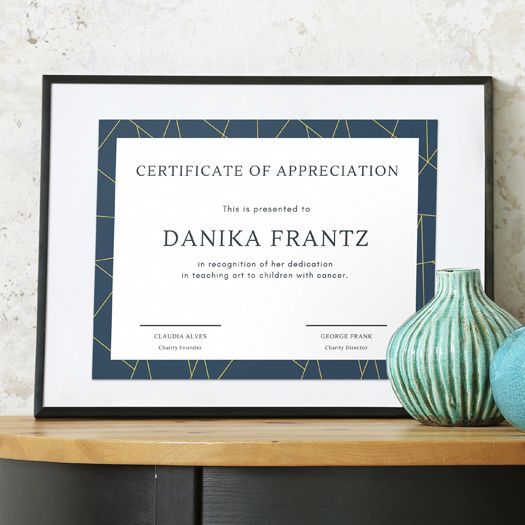 CERTIFICATE OF APPRECIATION
This is presented to
DANIKA FRANTZ
in recognition of her dedication
in teaching art to children with cancer.
CLAUDIA ALVES
Charity Founder
GEORGE FRANK
Charity Director